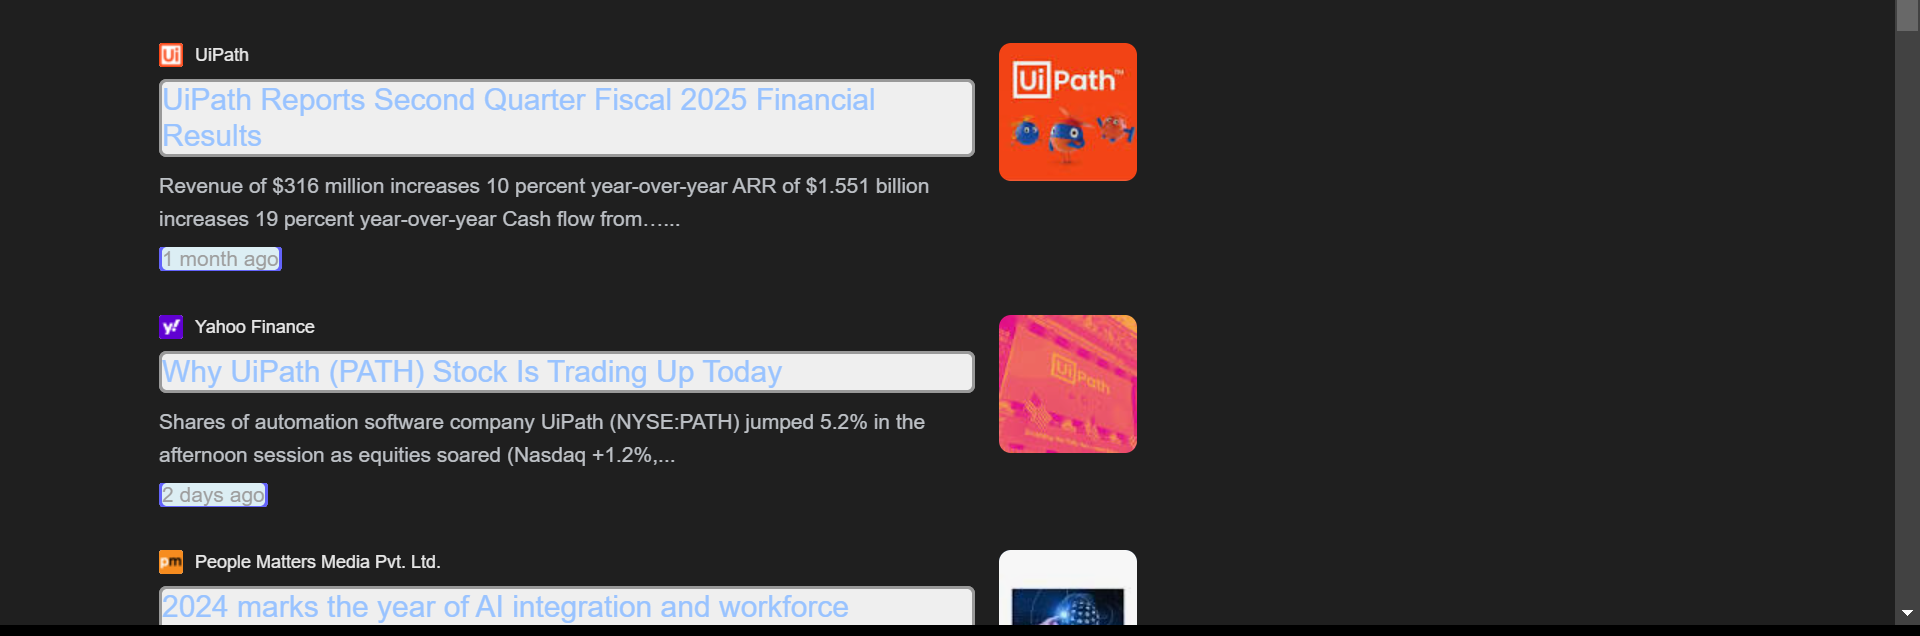 UiPath
UiPath Reports Second Quarter Fiscal 2025 Financial
Results
Revenue of $316 million increases 10 percent year-over-year ARR of $1.551 billion
increases 19 percent year-over-year Cash flow from…...
1 month ago
UiPath™
Yahoo Finance
Why UiPath (PATH) Stock Is Trading Up Today
Shares of automation software company UiPath (NYSE:PATH) jumped 5.2% in the
afternoon session as equities soared (Nasdaq +1.2%,...
2 days ago
UiPath
pm People Matters Media Pvt. Ltd.
2024 marks the year of AI integration and workforce